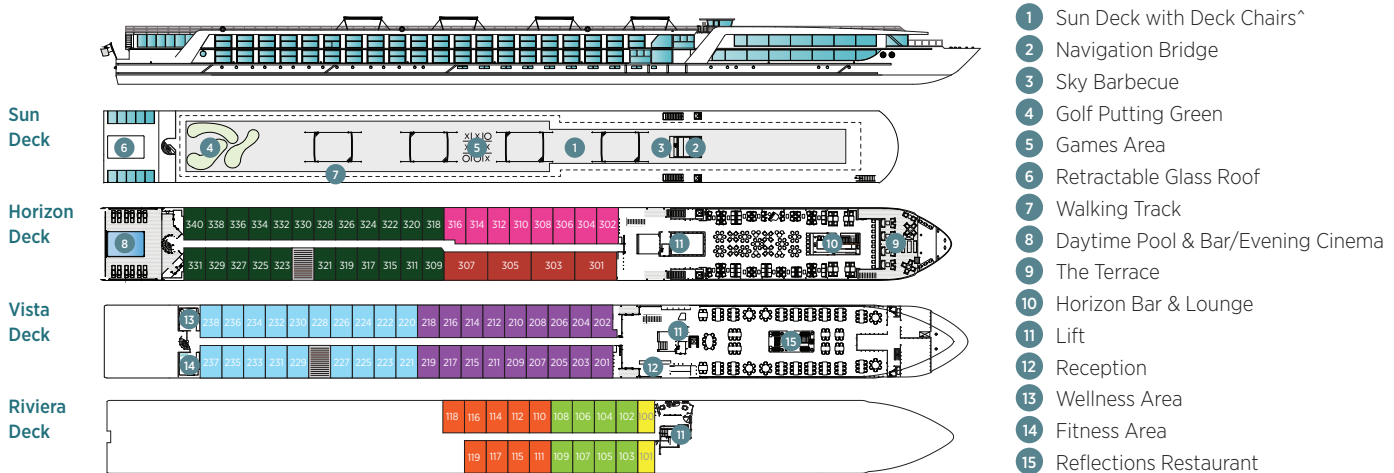 Sun
Deck
6
4
7
XIXIO
5
OIOIX
1
3
2
Horizon
Deck
8
340 338 336 334 332 330 328 326 324 322 320 318 316 314 312 310 308 306 304 302
331 329 327 325 323 321 319 317 315 311 309 307 305 303 301
11
10
9
Vista
Deck
13
238 236 234 232 230 228 226 224 222 220 218 216 214 212 210 208 206 204 202
14
237 235 233 231 229 227 225 223 221 219 217 215 211 209 207 205 203 201
11
12
15
Riviera
Deck
118 116 114 112 110 108 106 104 102 100
119 117 115 111 109 107 105 103 101
11
1 Sun Deck with Deck Chairs^
2 Navigation Bridge
3 Sky Barbecue
4 Golf Putting Green
5 Games Area
6 Retractable Glass Roof
7 Walking Track
8 Daytime Pool & Bar/Evening Cinema
9 The Terrace
10 Horizon Bar & Lounge
11 Lift
12 Reception
13 Wellness Area
14 Fitness Area
15 Reflections Restaurant